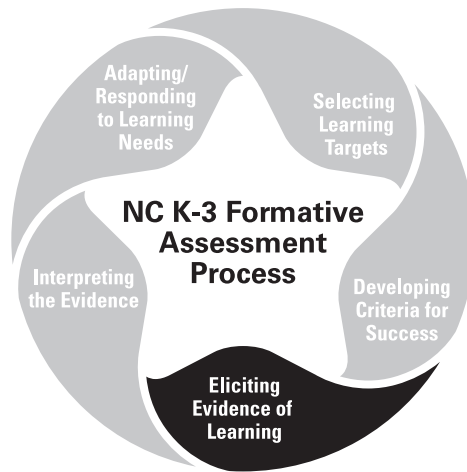 Adapting/
Responding
to Learning
Needs
Selecting
Learning
Targets
NC K-3 Formative
Assessment
Process
Interpreting
the Evidence
Developing
Criteria for
Success
Eliciting
Evidence of
Learning